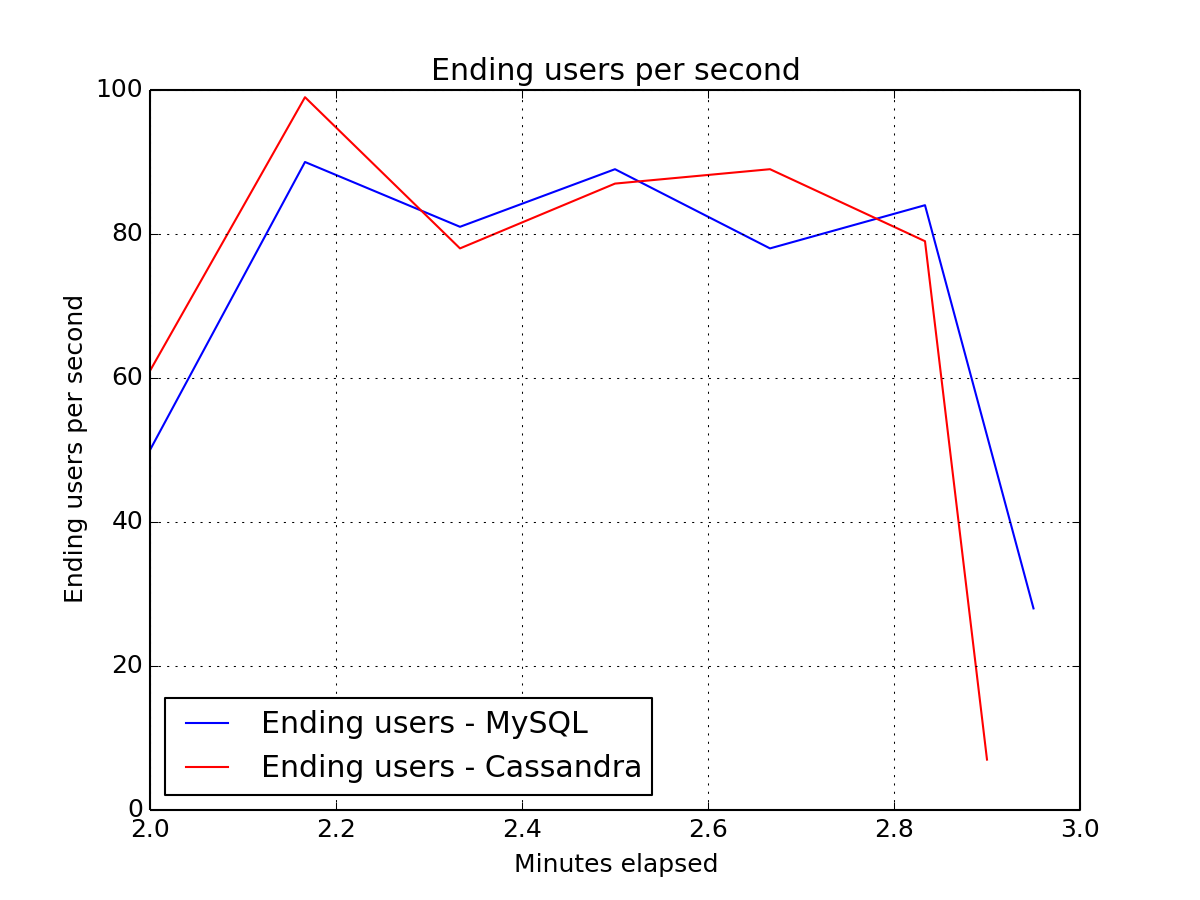 Ending users per second
100
80
60
40
20
0
Ending users per second
Ending users - MySQL
Ending users - Cassandra
2.0 2.2 2.4 2.6 2.8 3.0
Minutes elapsed